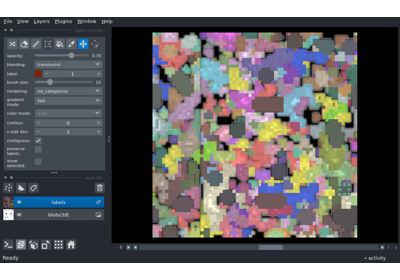 File View Layers Plugins Window Help
opacity: 0.70
blending: translucent
label: 1
brush size: 10
rendering: iso_categorical
gradient mode: fast
color mode:
contour: 0
n edit dim: 2
contiguous:
preserve labels:
show selected:
labels
blobs3dt
0
Ready
activity